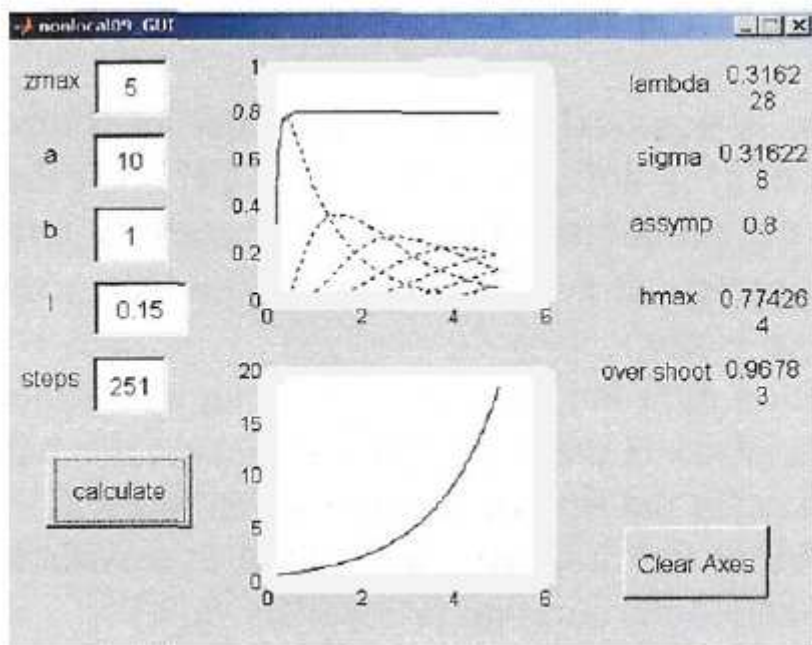 nonlocal09_GUI
zmax 5
a 10
b 1
l 0.15
steps 251
calculate
1
0.8
0.6
0.4
0.2
0
0 2 4 6
20
15
10
5
0
0 2 4 6
lambda 0.3162
28
sigma 0.31622
8
assymp 0.8
hmax 0.77426
4
over shoot 0.9678
3
Clear Axes